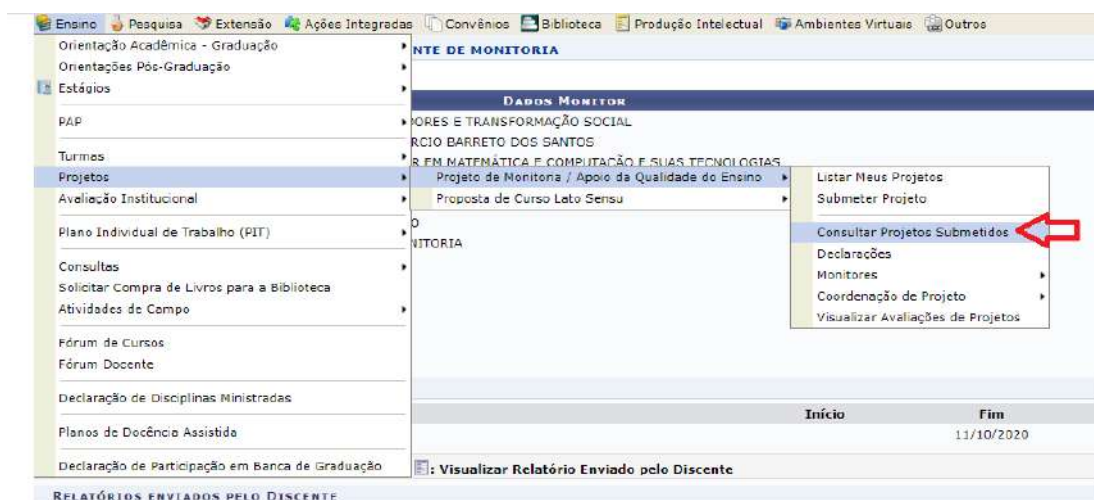 Ensino Pesquisa Extensão Ações Integradas Convênios Biblioteca Produção Intelectual Ambientes Virtuais Outros
Orientação Acadêmica - Graduação
NTE DE MONITORIA
Orientações Pós-Graduação
Estágios
DADOS MONITOR
PAP
ORES E TRANSFORMAÇÃO SOCIAL
RCIO BARRETO DOS SANTOS
Turmas
R EM MATEMÁTICA E COMPUTAÇÃO E SUAS TECNOLOGIAS
Projetos
Projeto de Monitoria / Apoio da Qualidade do Ensino
Listar Meus Projetos
Avaliação Institucional
Proposta de Curso Lato Sensu
Submeter Projeto
O
Plano Individual de Trabalho (PIT)
NITORIA
Consultar Projetos Submetidos
Declarações
Consultas
Monitores
Solicitar Compra de Livros para a Biblioteca
Coordenação de Projeto
Atividades de Campo
Visualizar Avaliações de Projetos
Fórum de Cursos
Fórum Docente
Declaração de Disciplinas Ministradas
Início Fim
Planos de Docência Assistida
11/10/2020
Declaração de Participação em Banca de Graduação
: Visualizar Relatório Enviado pelo Discente
RELATÓRIOS ENVIADOS PELO DISCENTE